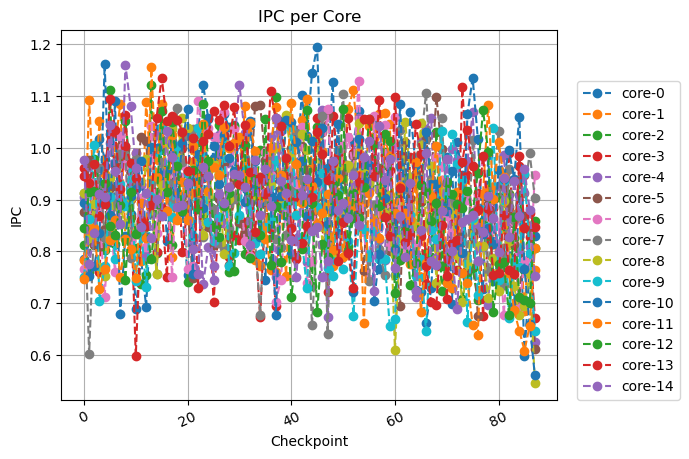 IPC per Core
IPC
1.2
1.1
1.0
0.9
0.8
0.7
0.6
0
20
40
60
80
Checkpoint
core-0
core-1
core-2
core-3
core-4
core-5
core-6
core-7
core-8
core-9
core-10
core-11
core-12
core-13
core-14